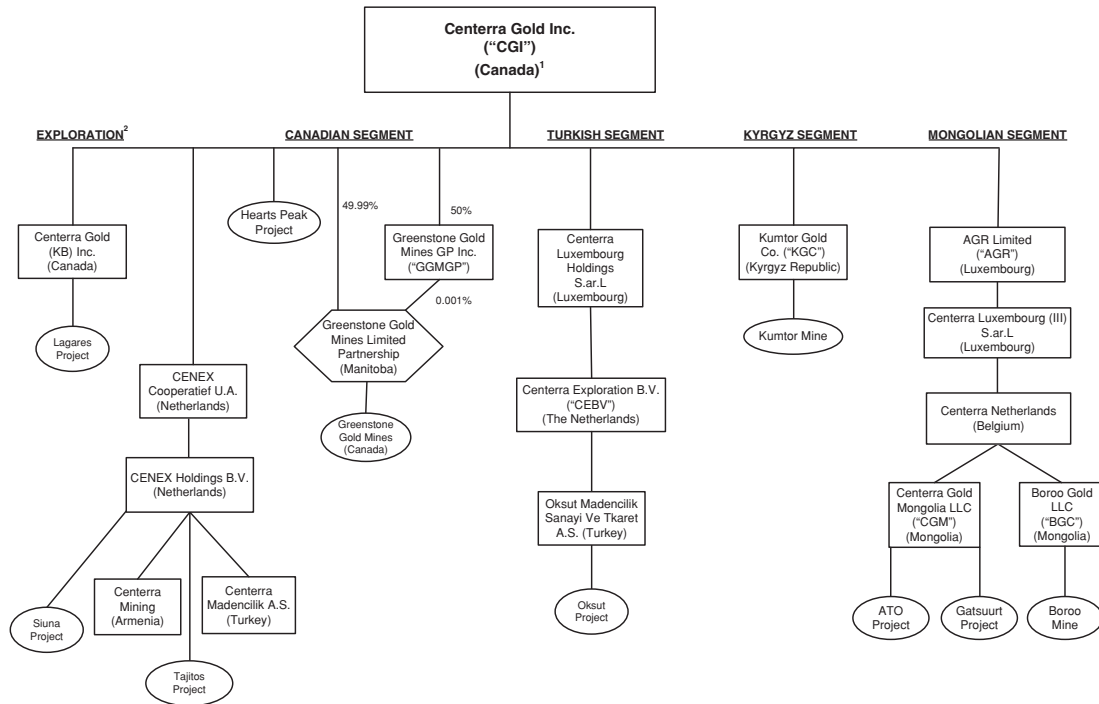 Centerra Gold Inc.
(“CGI”)
(Canada)1
EXPLORATION2
CANADIAN SEGMENT
TURKISH SEGMENT
KYRGYZ SEGMENT
MONGOLIAN SEGMENT
Centerra Gold
(KB) Inc.
(Canada)
Lagares
Project
CENEX
Cooperatief U.A.
(Netherlands)
CENEX Holdings B.V.
(Netherlands)
Siuna
Project
Centerra
Mining
(Armenia)
Tajitos
Project
Centerra
Madencilik A.S.
(Turkey)
Hearts Peak
Project
49.99%
50%
Greenstone Gold
Mines GP Inc.
(“GGMGP”)
0.001%
Greenstone Gold
Mines Limited
Partnership
(Manitoba)
Greenstone
Gold Mines
(Canada)
Centerra
Luxembourg
Holdings
S.ar.L
(Luxembourg)
Centerra Exploration B.V.
(“CEBV”)
(The Netherlands)
Oksut Madencilik
Sanayi Ve Tkaret
A.S. (Turkey)
Oksut
Project
Kumtor Gold
Co. (“KGC”)
(Kyrgyz Republic)
Kumtor Mine
AGR Limited
(“AGR”)
(Luxembourg)
Centerra Luxembourg (III)
S.ar.L
(Luxembourg)
Centerra Netherlands
(Belgium)
Centerra Gold
Mongolia LLC
(“CGM”)
(Mongolia)
Boroo Gold
LLC
(“BGC”)
(Mongolia)
ATO
Project
Gatsuurt
Project
Boroo
Mine